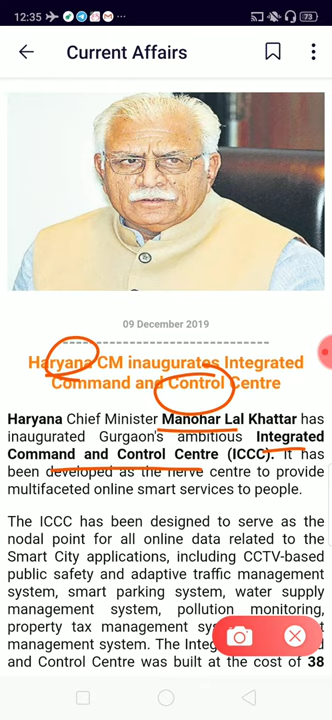 12:35
73
Current Affairs
09 December 2019
Haryana CM inaugurates Integrated
Command and Control Centre
Haryana Chief Minister Manohar Lal Khattar has
inaugurated Gurgaon's ambitious Integrated
Command and Control Centre (ICCC). It has
been developed as the nerve centre to provide
multifaceted online smart services to people.
The ICCC has been designed to serve as the
nodal point for all online data related to the
Smart City applications, including CCTV-based
public safety and adaptive traffic management
system, smart parking system, water supply
management system, pollution monitoring,
property tax management
management system. The
and Control Centre was built at the cost of 38